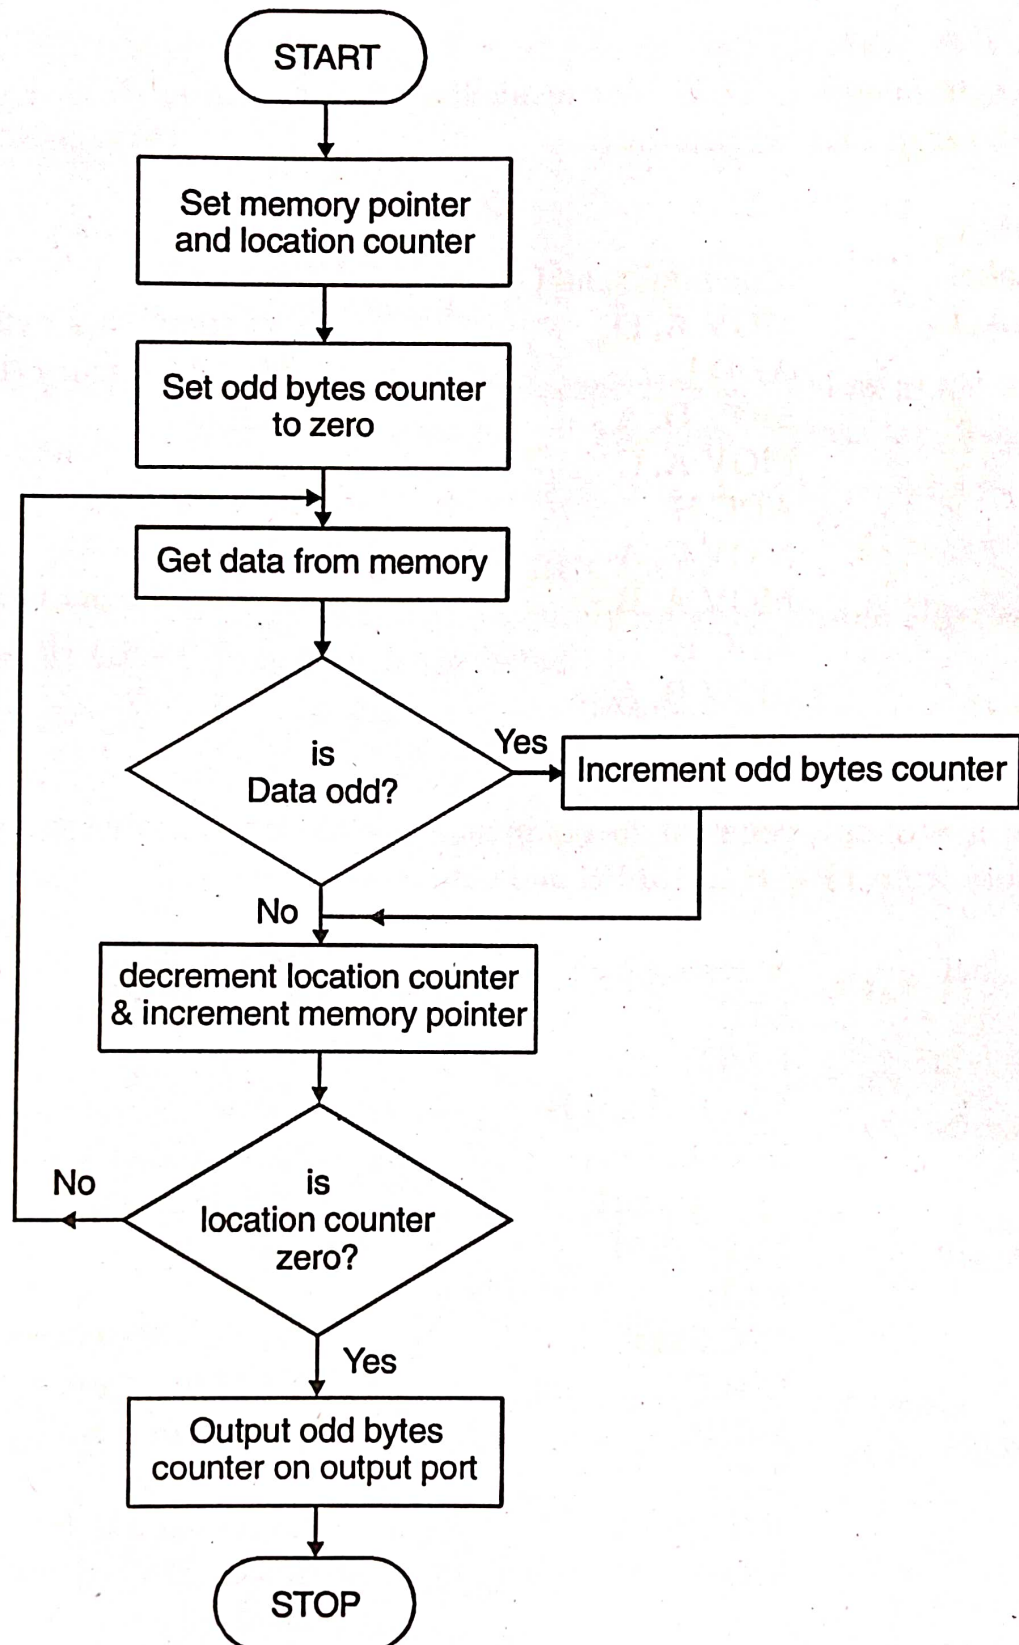 START
Set memory pointer
and location counter
Set odd bytes counter
to zero
Get data from memory
is
Data odd?
Yes
Increment odd bytes counter
No
decrement location counter
& increment memory pointer
is
location counter
zero?
No
Yes
Output odd bytes
counter on output port
STOP